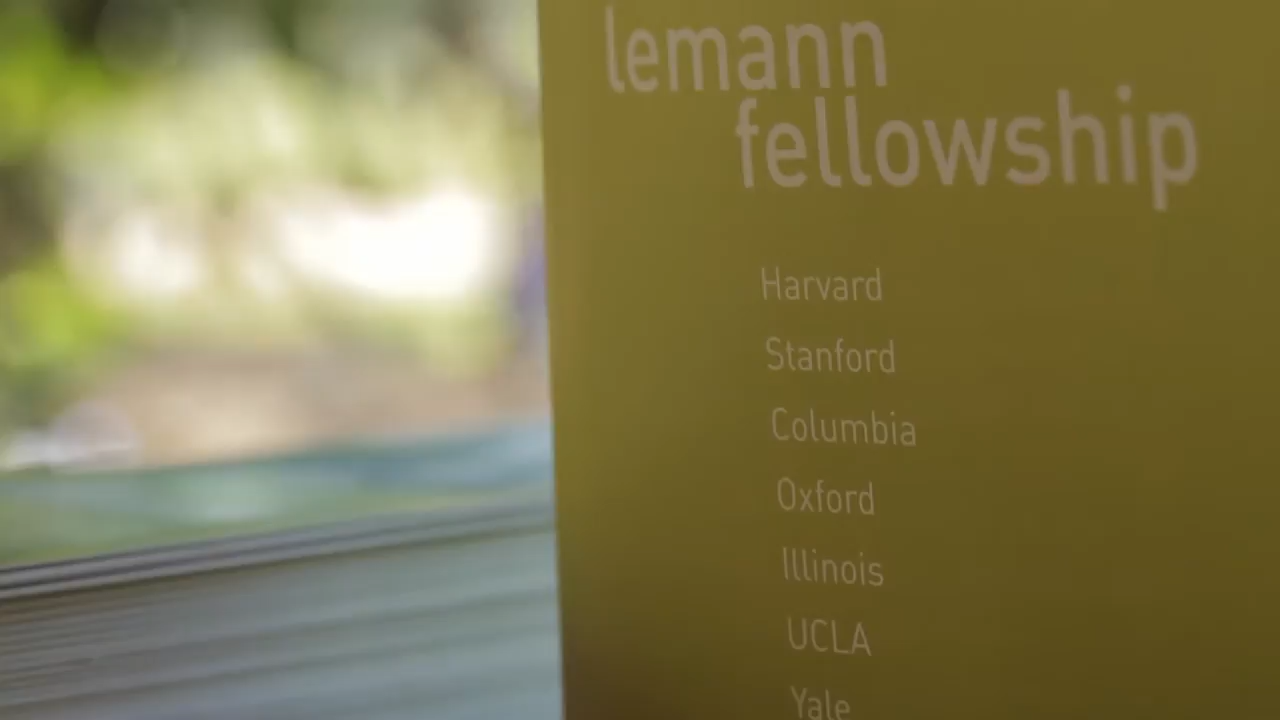 lemann
fellowship
Harvard
Stanford
Columbia
Oxford
Illinois
UCLA
Yale